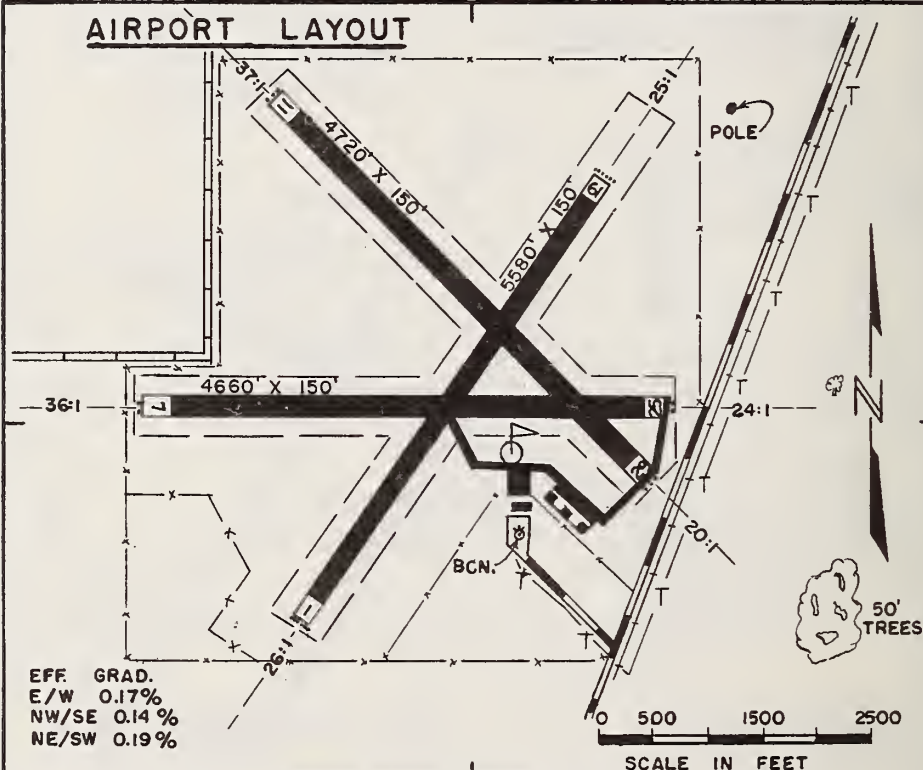 AIRPORT LAYOUT
37:1
25:1
POLE
11
4720' X 150'
5580' X 150'
19
T
T
T
4660' X 150'
36:1
7
25
24:1
N
T
29
T
20:1
BCN.
T
T
T
1
26:1
50'
TREES
EFF. GRAD.
E/W 0.17%
NW/SE 0.14%
NE/SW 0.19%
0 500 1500 2500
SCALE IN FEET